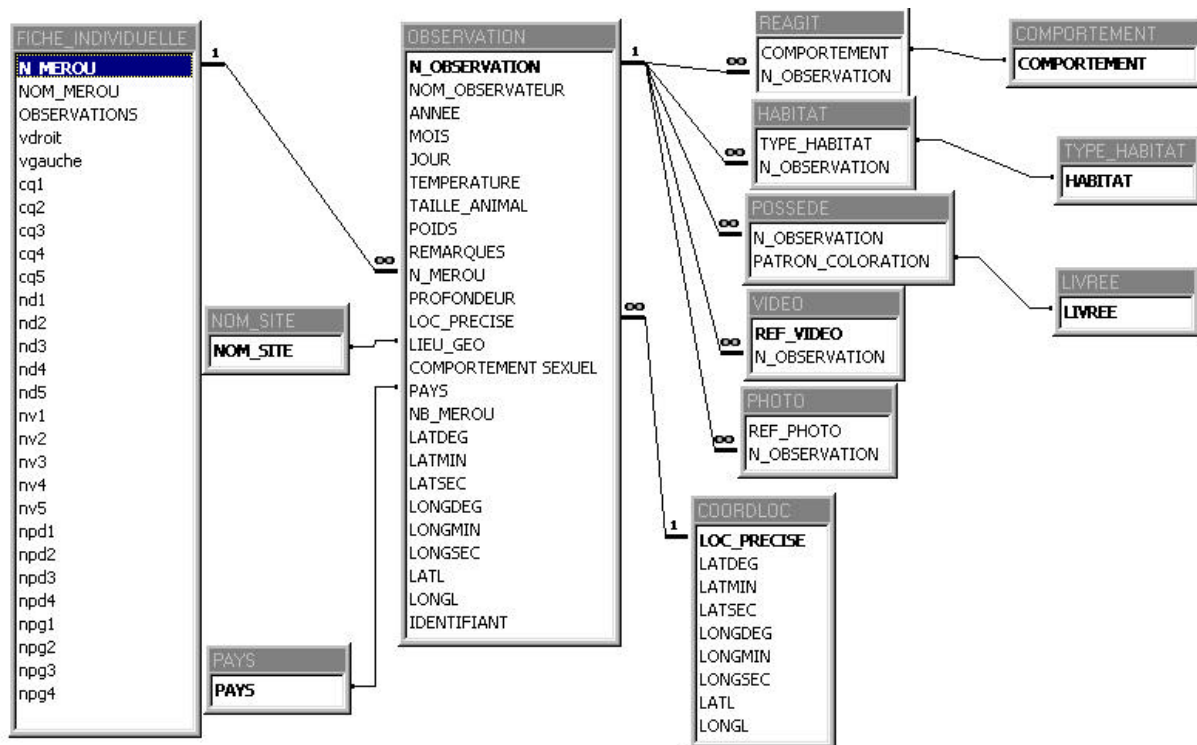 FICHE_INDIVIDUELLE
N_MEROU
NOM_MEROU
OBSERVATIONS
vdroit
vgauche
cq1
cq2
cq3
cq4
cq5
nd1
nd2
nd3
nd4
nd5
nv1
nv2
nv3
nv4
nv5
npd1
npd2
npd3
npd4
npg1
npg2
npg3
npg4
1
∞
NOM_SITE
NOM_SITE
PAYS
PAYS
OBSERVATION
N_OBSERVATION
NOM_OBSERVATEUR
ANNEE
MOIS
JOUR
TEMPERATURE
TAILLE_ANIMAL
POIDS
REMARQUES
N_MEROU
PROFONDEUR
LOC_PRECISE
LIEU_GEO
COMPORTEMENT SEXUEL
PAYS
NB_MEROU
LATDEG
LATMIN
LATSEC
LONGDEG
LONGMIN
LONGSEC
LATL
LONGL
IDENTIFIANT
1
∞
∞
∞
∞
∞
∞
1
REAGIT
COMPORTEMENT
N_OBSERVATION
HABITAT
TYPE_HABITAT
N_OBSERVATION
POSSEDE
N_OBSERVATION
PATRON_COLORATION
VIDEO
REF_VIDEO
N_OBSERVATION
PHOTO
REF_PHOTO
N_OBSERVATION
COORDLOC
LOC_PRECISE
LATDEG
LATMIN
LATSEC
LONGDEG
LONGMIN
LONGSEC
LATL
LONGL
COMPORTEMENT
COMPORTEMENT
TYPE_HABITAT
HABITAT
LIVREE
LIVREE